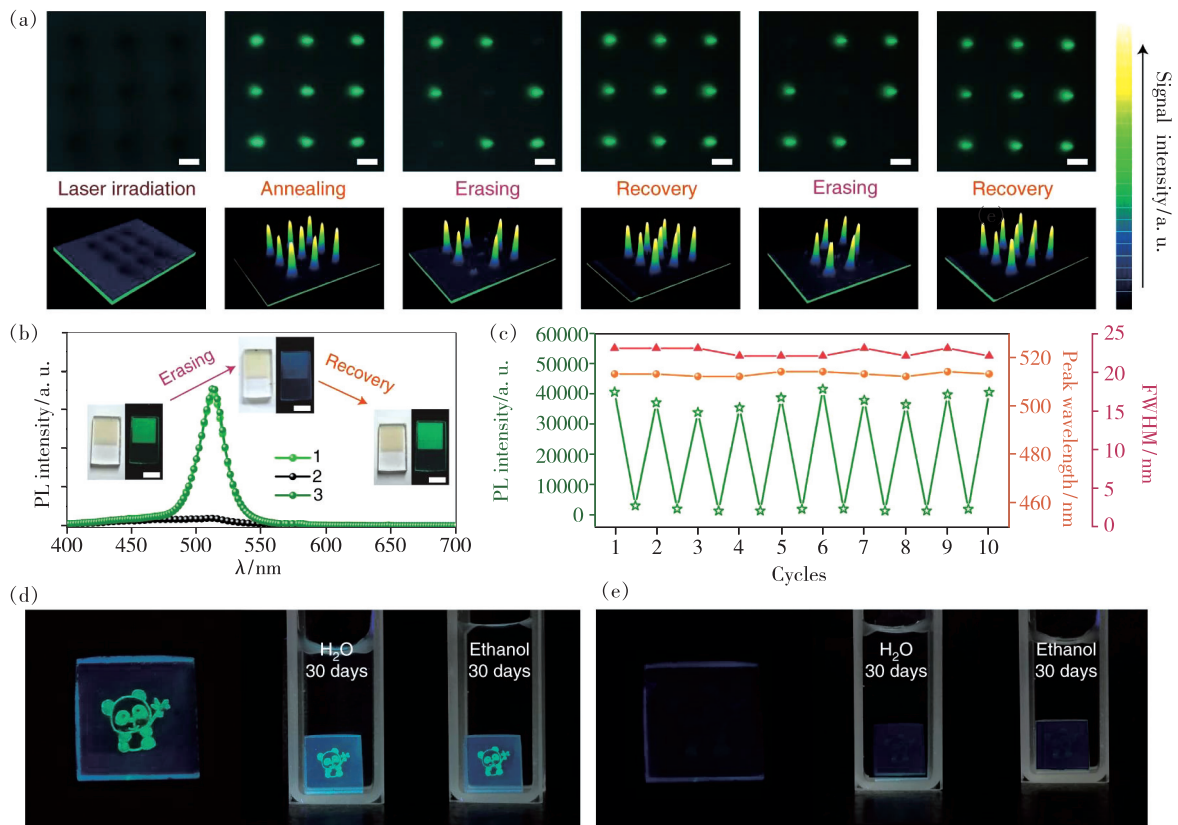 (a)
Laser irradiation
Annealing
Erasing
Recovery
Erasing
Recovery
(e)
Signal intensity/a. u.
(b)
PL intensity/a. u.
Erasing
Recovery
1
2
3
400 450 500 550 600 650 700
λ/nm
(c)
PL intensity/a. u.
60000
50000
40000
30000
20000
10000
0
1 2 3 4 5 6 7 8 9 10
Cycles
520
500
480
460
Peak wavelength/nm
25
20
15
10
5
0
FWHM/nm
(d)
H₂O
30 days
Ethanol
30 days
(e)
H₂O
30 days
Ethanol
30 days